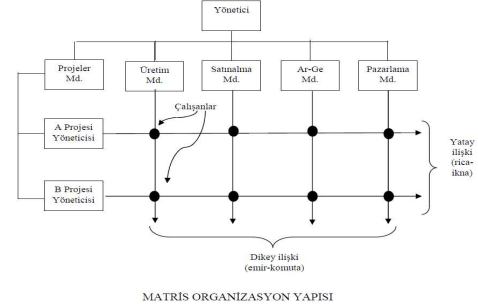 Yönetici
Projeler
Md.
Üretim
Md.
Satınalma
Md.
Ar-Ge
Md.
Pazarlama
Md.
Çalışanlar
A Projesi
Yöneticisi
Yatay
ilişki
(rica-
ikna)
B Projesi
Yöneticisi
Dikey ilişki
(emir-komuta)
MATRİS ORGANİZASYON YAPISI